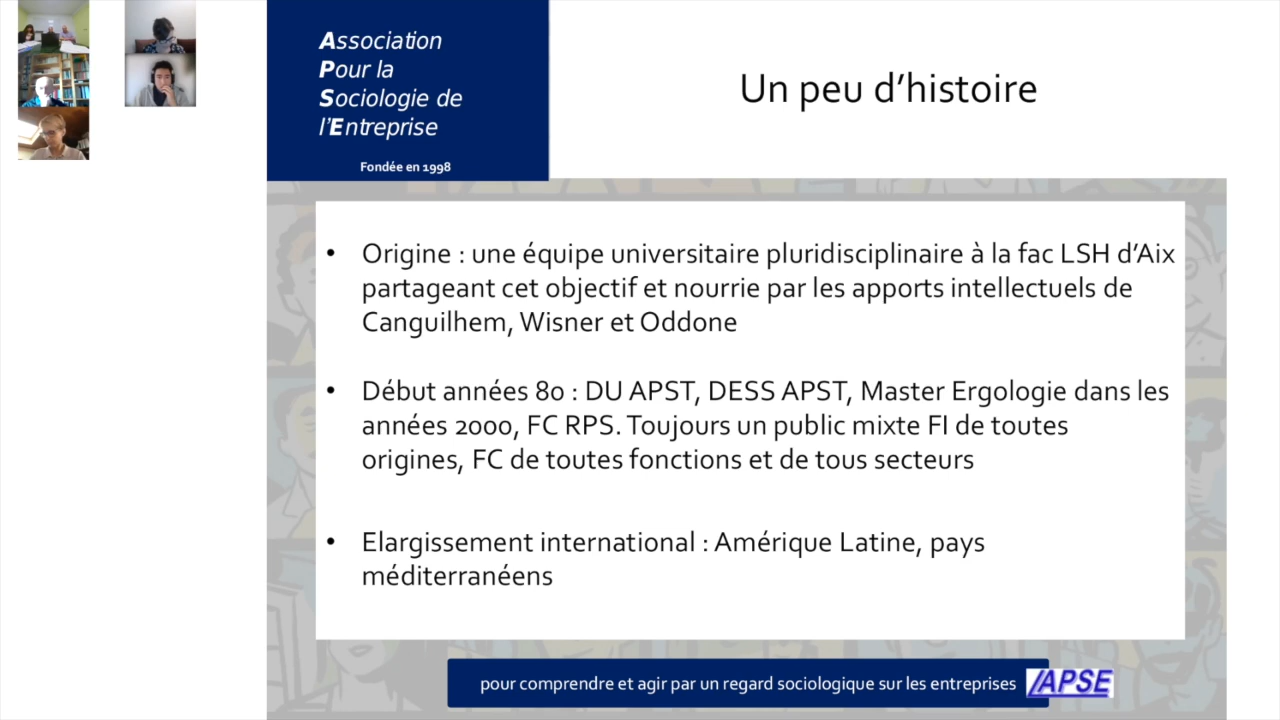 Association
Pour la
Sociologie de
l'Entreprise
Fondée en 1998
Un peu d’histoire
• Origine : une équipe universitaire pluridisciplinaire à la fac LSH d’Aix
partageant cet objectif et nourrie par les apports intellectuels de
Canguilhem, Wisner et Oddone
• Début années 80 : DU APST, DESS APST, Master Ergologie dans les
années 2000, FC RPS. Toujours un public mixte FI de toutes
origines, FC de toutes fonctions et de tous secteurs
• Elargissement international : Amérique Latine, pays
méditerranéens
pour comprendre et agir par un regard sociologique sur les entreprises
APSE